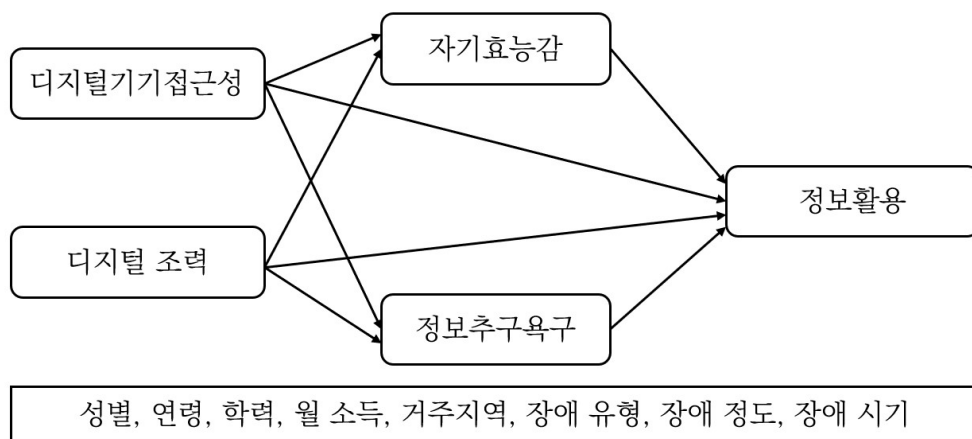 자기효능감
디지털기기접근성
정보활용
디지털 조력
정보추구욕구
성별, 연령, 학력, 월 소득, 거주지역, 장애 유형, 장애 정도, 장애 시기